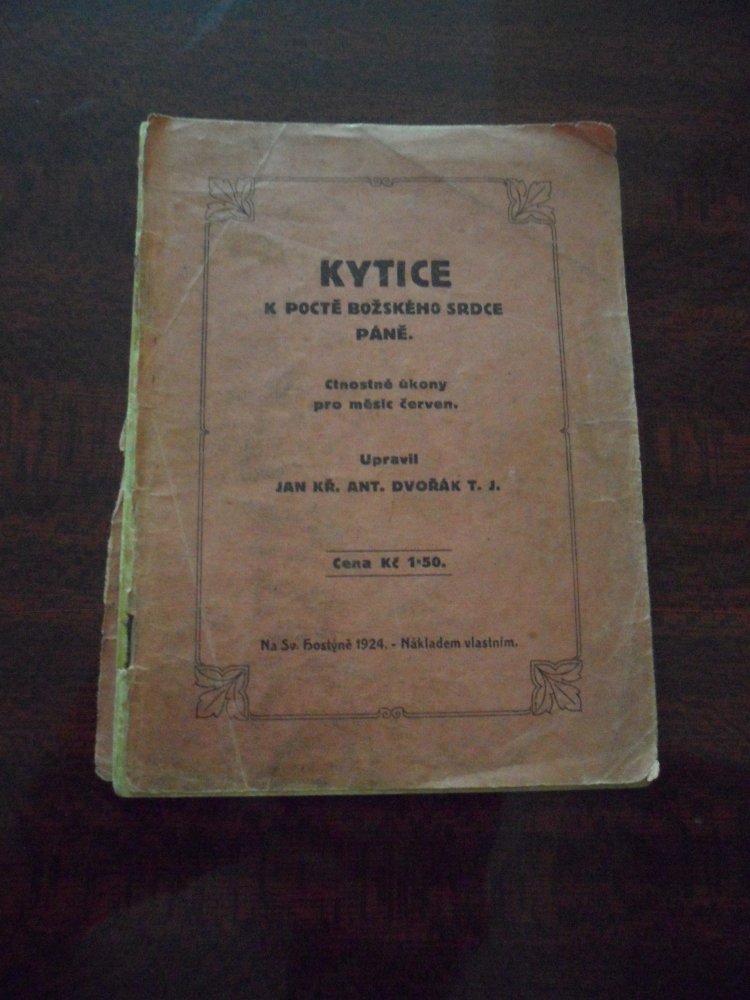 KYTICE
K POCTĚ BOŽSKÉHO SRDCE
PÁNĚ.
Ctnostné úkony
pro měsíc červen.
Upravil
JAN KŘ. ANT. DVOŘÁK T. J.
Cena Kč 1·50.
Na Sv. Hostýně 1924. - Nákladem vlastním.